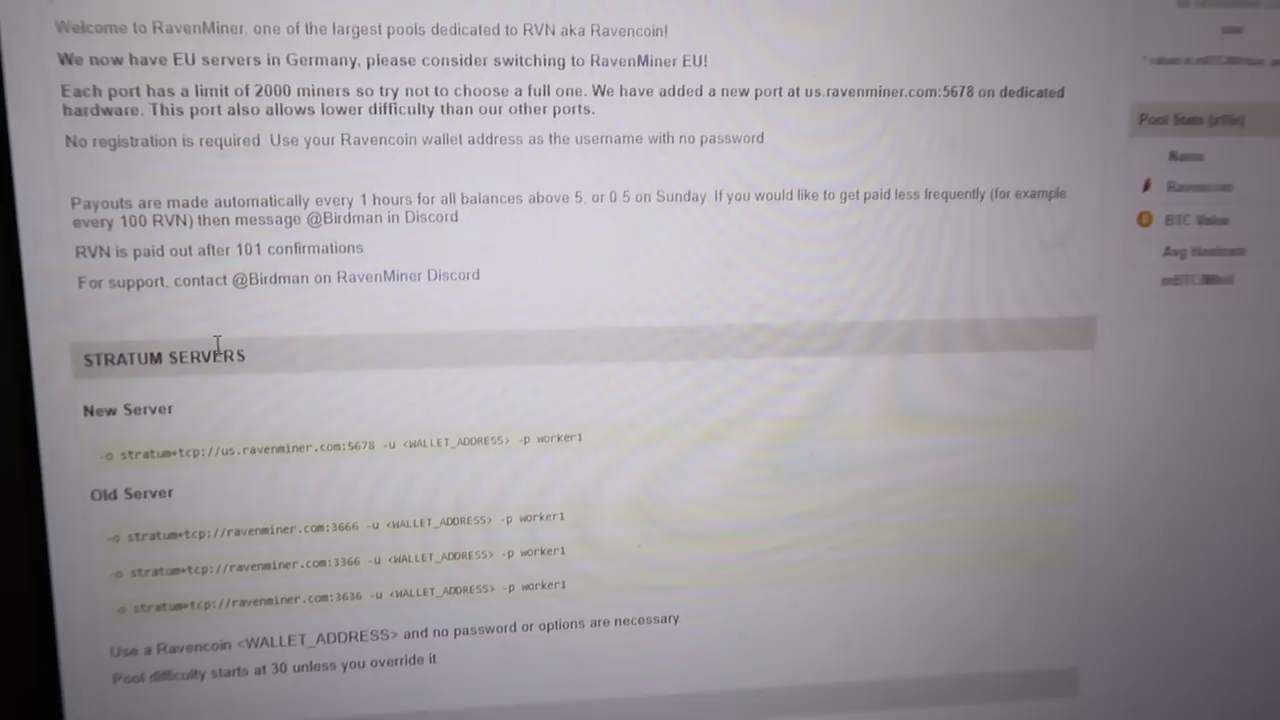 Welcome to RavenMiner, one of the largest pools dedicated to RVN aka Ravencoin!
We now have EU servers in Germany, please consider switching to RavenMiner EU!
Each port has a limit of 2000 miners so try not to choose a full one. We have added a new port at us.ravenminer.com:5678 on dedicated
hardware. This port also allows lower difficulty than our other ports.
No registration is required. Use your Ravencoin wallet address as the username with no password.
Payouts are made automatically every 1 hours for all balances above 5, or 0.5 on Sunday. If you would like to get paid less frequently (for example
every 100 RVN) then message @Birdman in Discord
RVN is paid out after 101 confirmations
For support, contact @Birdman on RavenMiner Discord
STRATUM SERVERS
New Server
-o stratum+tcp://us.ravenminer.com:5678 -u <WALLET_ADDRESS> -p worker1
Old Server
-o stratum+tcp://ravenminer.com:3666 -u <WALLET_ADDRESS> -p worker1
-o stratum+tcp://ravenminer.com:3366 -u <WALLET_ADDRESS> -p worker1
-o stratum+tcp://ravenminer.com:3636 -u <WALLET_ADDRESS> -p worker1
Use a Ravencoin <WALLET_ADDRESS> and no password or options are necessary.
Pool difficulty starts at 30 unless you override it.
Name
Ravencoin
BTC Value